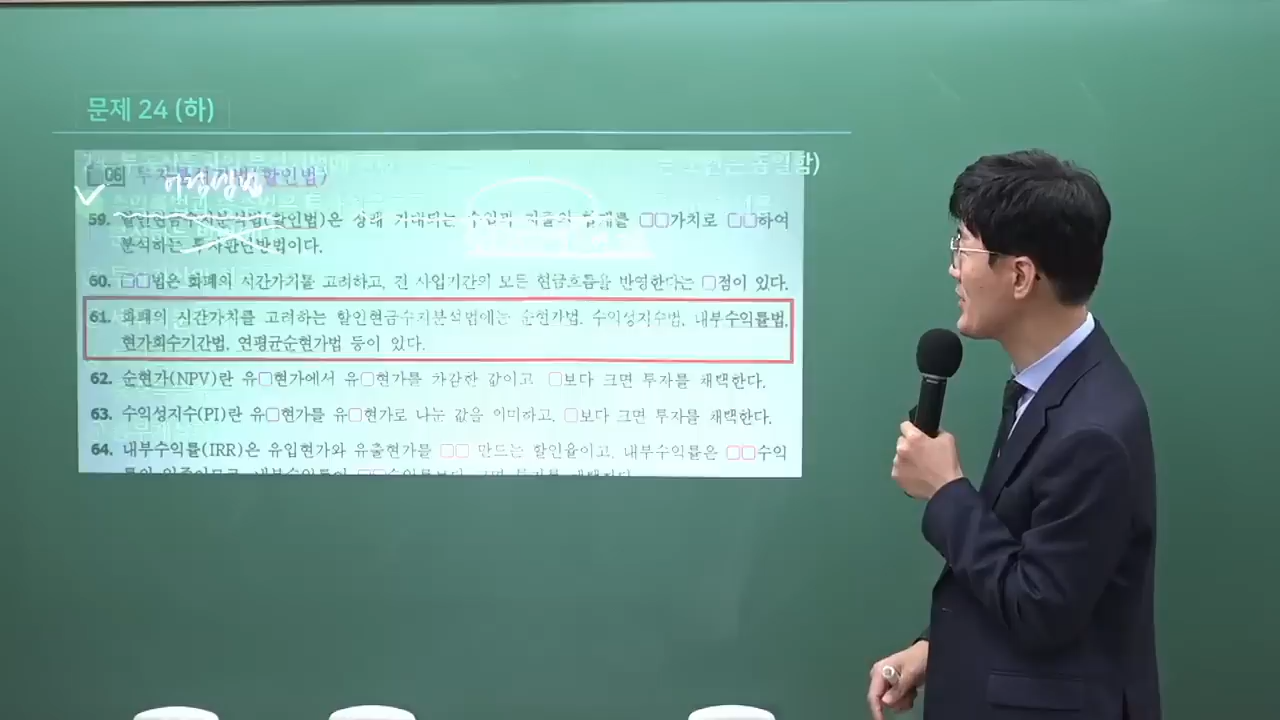 문제 24 (하)
06 투자분석기법(할인법)
59. 할인현금수지분석법(할인법)은 장래 기대되는 수입과 지출의 합계를 □□가치로 □□하여
분석하는 투자판단방법이다.
60. □□법은 화폐의 시간가치를 고려하고, 전 사업기간의 모든 현금흐름을 반영한다는 □점이 있다.
61. 화폐의 시간가치를 고려하는 할인현금수지분석법에는 순현가법, 수익성지수법, 내부수익률법,
현가회수기간법, 연평균순현가법 등이 있다.
62. 순현가(NPV)란 유□현가에서 유□현가를 차감한 값이고, □보다 크면 투자를 채택한다.
63. 수익성지수(PI)란 유□현가를 유□현가로 나눈 값을 의미하고, □보다 크면 투자를 채택한다.
64. 내부수익률(IRR)은 유입현가와 유출현가를 □□ 만드는 할인율이고, 내부수익률은 □□수익